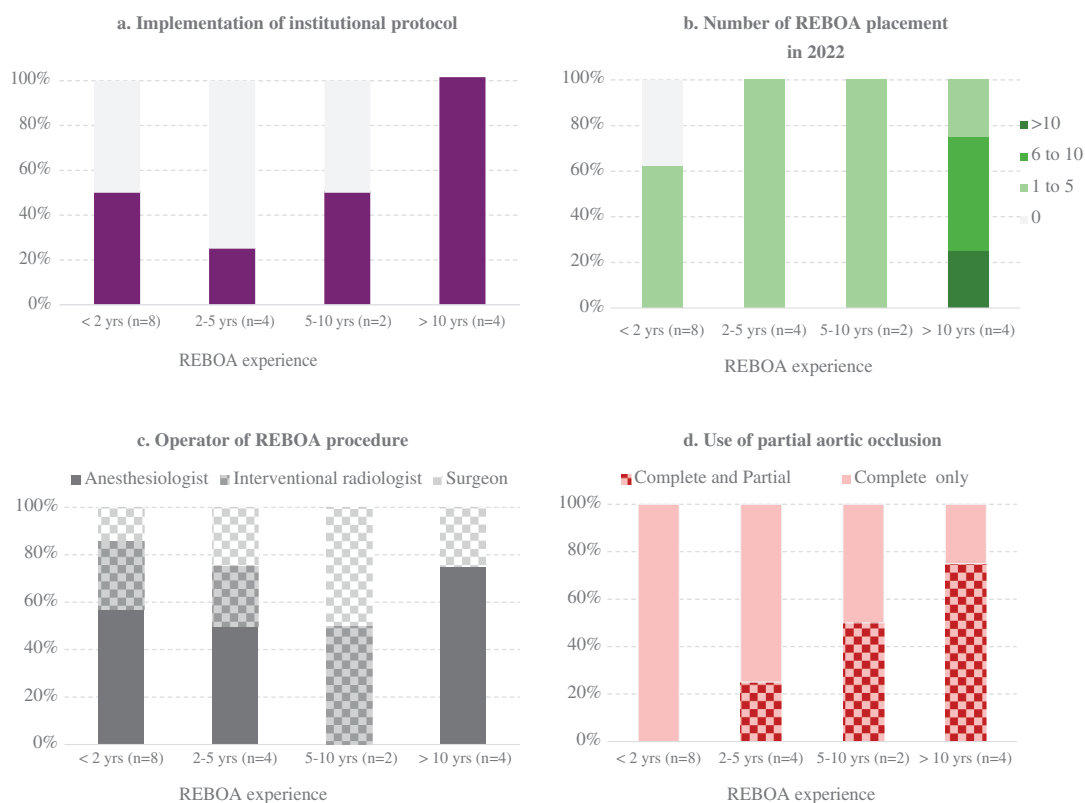 a. Implementation of institutional protocol
100%
80%
60%
40%
20%
0%
< 2 yrs (n=8) 2-5 yrs (n=4) 5-10 yrs (n=2) > 10 yrs (n=4)
REBOA experience
b. Number of REBOA placement
in 2022
100%
80%
60%
40%
20%
0%
>10
6 to 10
1 to 5
0
< 2 yrs (n=8) 2-5 yrs (n=4) 5-10 yrs (n=2) > 10 yrs (n=4)
REBOA experience
c. Operator of REBOA procedure
Anesthesiologist Interventional radiologist Surgeon
100%
80%
60%
40%
20%
0%
< 2 yrs (n=8) 2-5 yrs (n=4) 5-10 yrs (n=2) > 10 yrs (n=4)
REBOA experience
d. Use of partial aortic occlusion
Complete and Partial Complete only
100%
80%
60%
40%
20%
0%
< 2 yrs (n=8) 2-5 yrs (n=4) 5-10 yrs (n=2) > 10 yrs (n=4)
REBOA experience